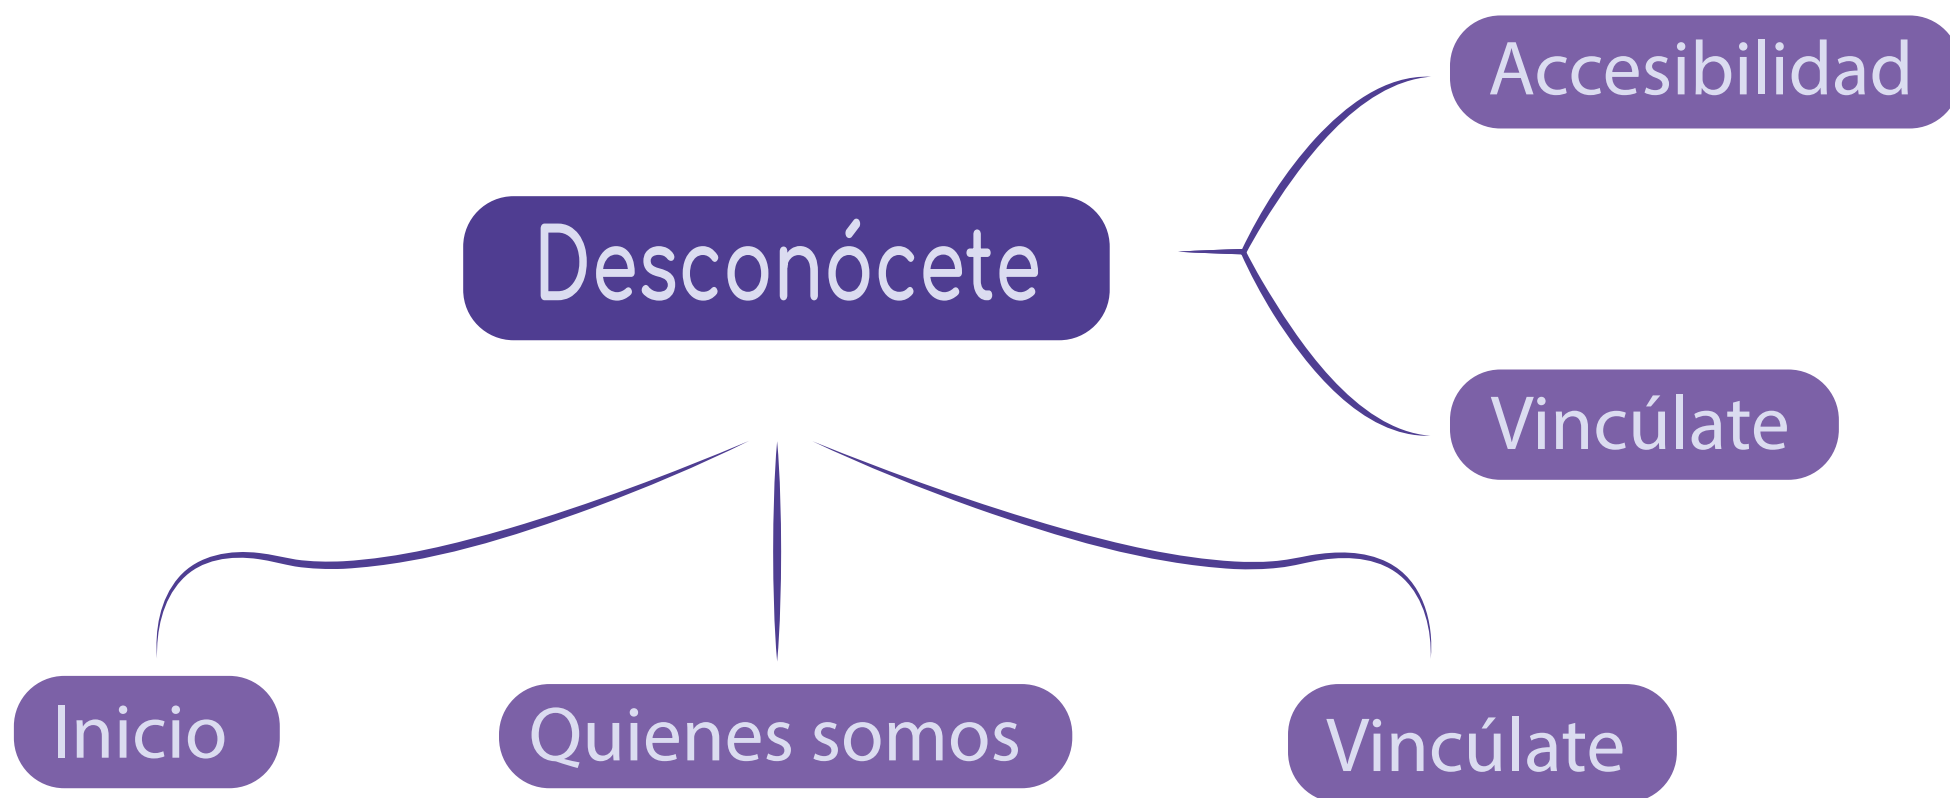 Accesibilidad
Desconócete
Vincúlate
Inicio
Quienes somos
Vincúlate